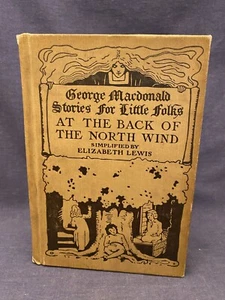 George Macdonald
Stories For Little Folks
AT THE BACK OF
THE NORTH WIND
SIMPLIFIED BY
ELIZABETH LEWIS